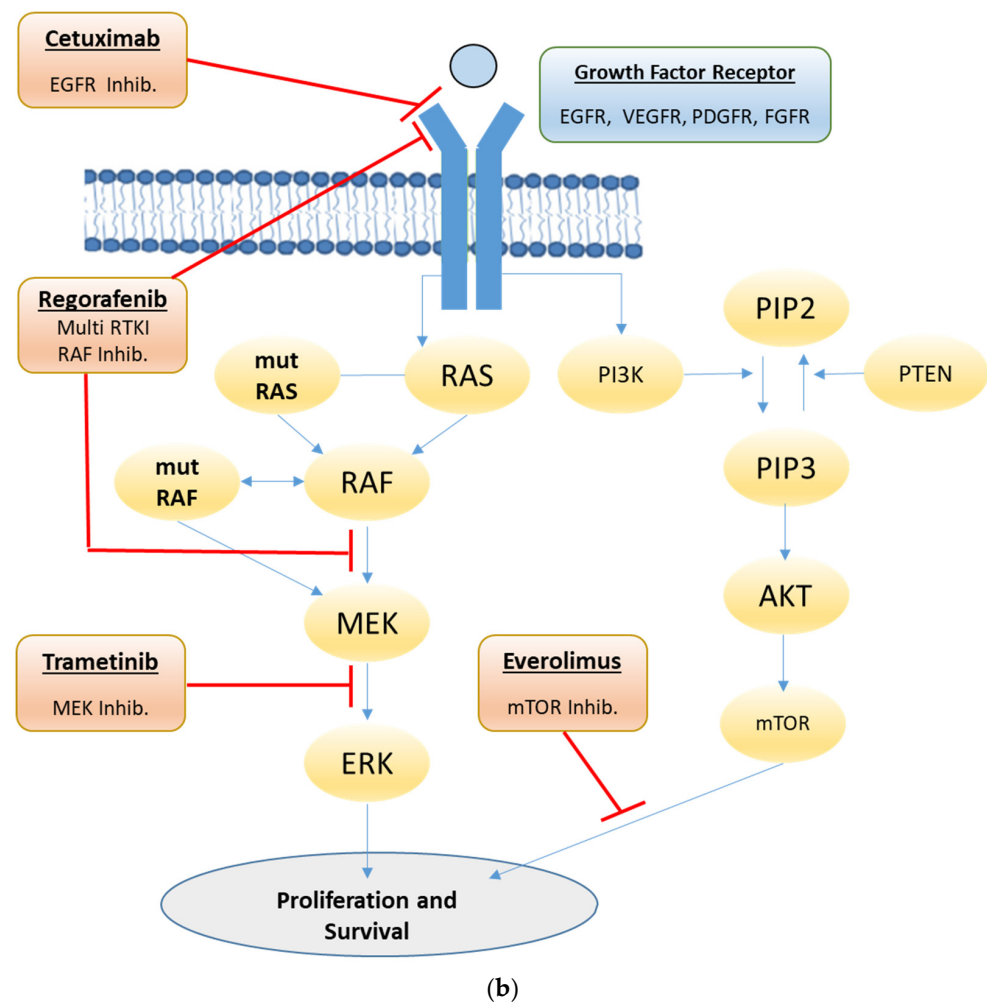 Cetuximab
EGFR Inhib.
Growth Factor Receptor
EGFR, VEGFR, PDGFR, FGFR
Regorafenib
Multi RTKI
RAF Inhib.
PIP2
mut
RAS
RAS
PI3K
PTEN
mut
RAF
RAF
PIP3
MEK
AKT
Trametinib
MEK Inhib.
Everolimus
mTOR Inhib.
mTOR
ERK
Proliferation and
Survival
(b)